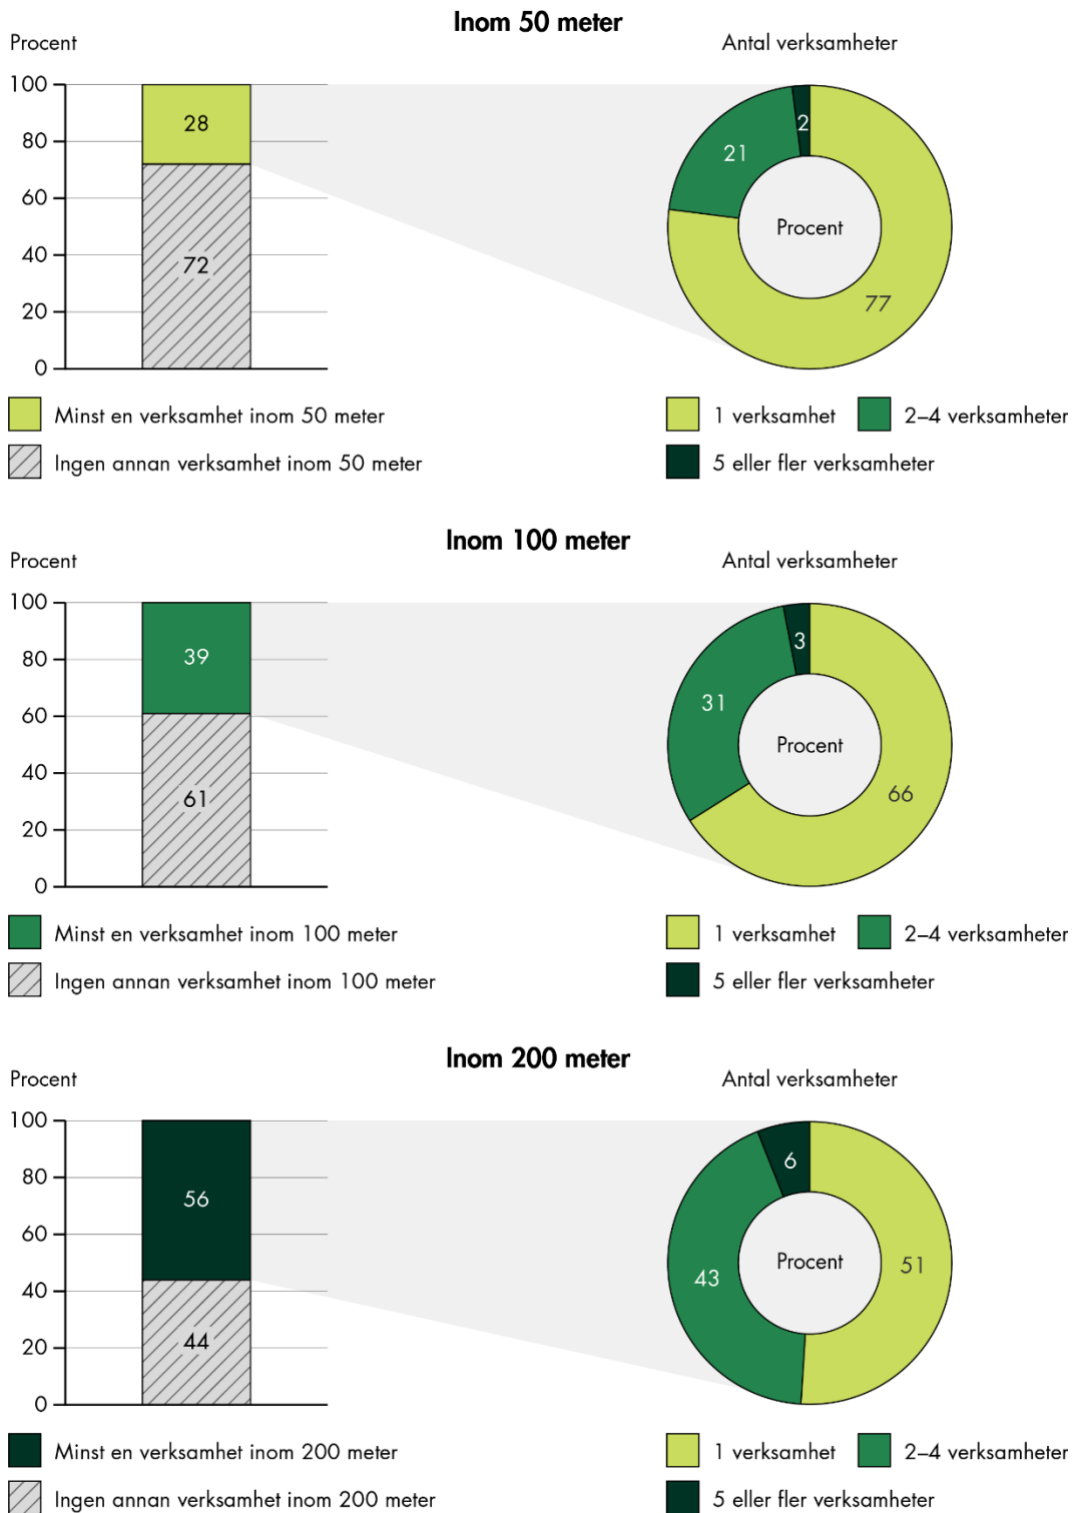 Inom 50 meter
Procent
Antal verksamheter
100
80
60
40
20
0
28
72
2
21
77
Procent
Minst en verksamhet inom 50 meter
Ingen annan verksamhet inom 50 meter
1 verksamhet
2–4 verksamheter
5 eller fler verksamheter
Inom 100 meter
Procent
Antal verksamheter
100
80
60
40
20
0
39
61
3
31
66
Procent
Minst en verksamhet inom 100 meter
Ingen annan verksamhet inom 100 meter
1 verksamhet
2–4 verksamheter
5 eller fler verksamheter
Inom 200 meter
Procent
Antal verksamheter
100
80
60
40
20
0
56
44
6
43
51
Procent
Minst en verksamhet inom 200 meter
Ingen annan verksamhet inom 200 meter
1 verksamhet
2–4 verksamheter
5 eller fler verksamheter